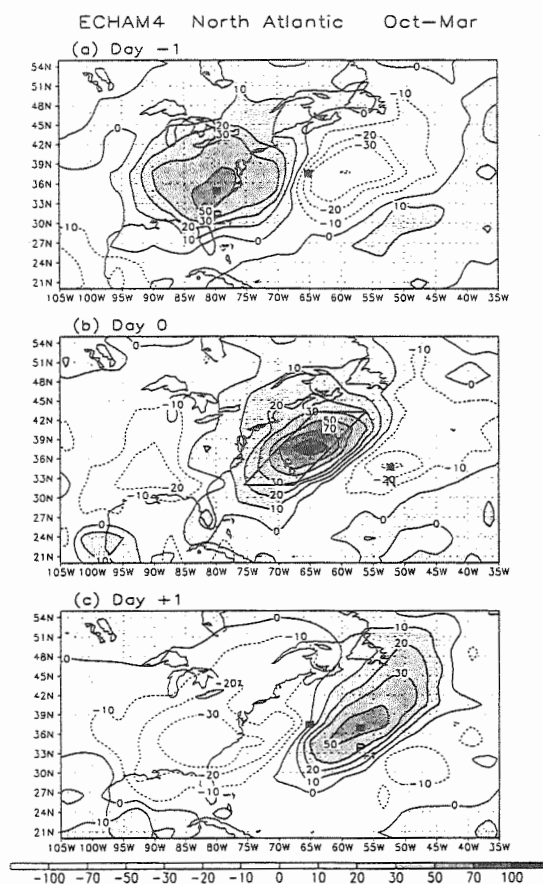 ECHAM4 North Atlantic Oct-Mar
(a) Day -1
55N
51N
48N
45N
42N
39N
36N
33N
30N
27N
24N
21N
105W 100W 95W 90W 85W 80W 75W 70W 65W 60W 55W 50W 45W 40W 35W
(b) Day 0
54N
51N
48N
45N
42N
39N
36N
33N
30N
27N
24N
21N
105W 100W 95W 90W 85W 80W 75W 70W 65W 60W 55W 50W 45W 40W 35W
(c) Day +1
54N
51N
48N
45N
42N
39N
36N
33N
30N
27N
24N
21N
105W 100W 95W 90W 85W 80W 75W 70W 65W 60W 55W 50W 45W 40W 35W
-100 -70 -50 -30 -20 -10 0 10 20 30 50 70 100